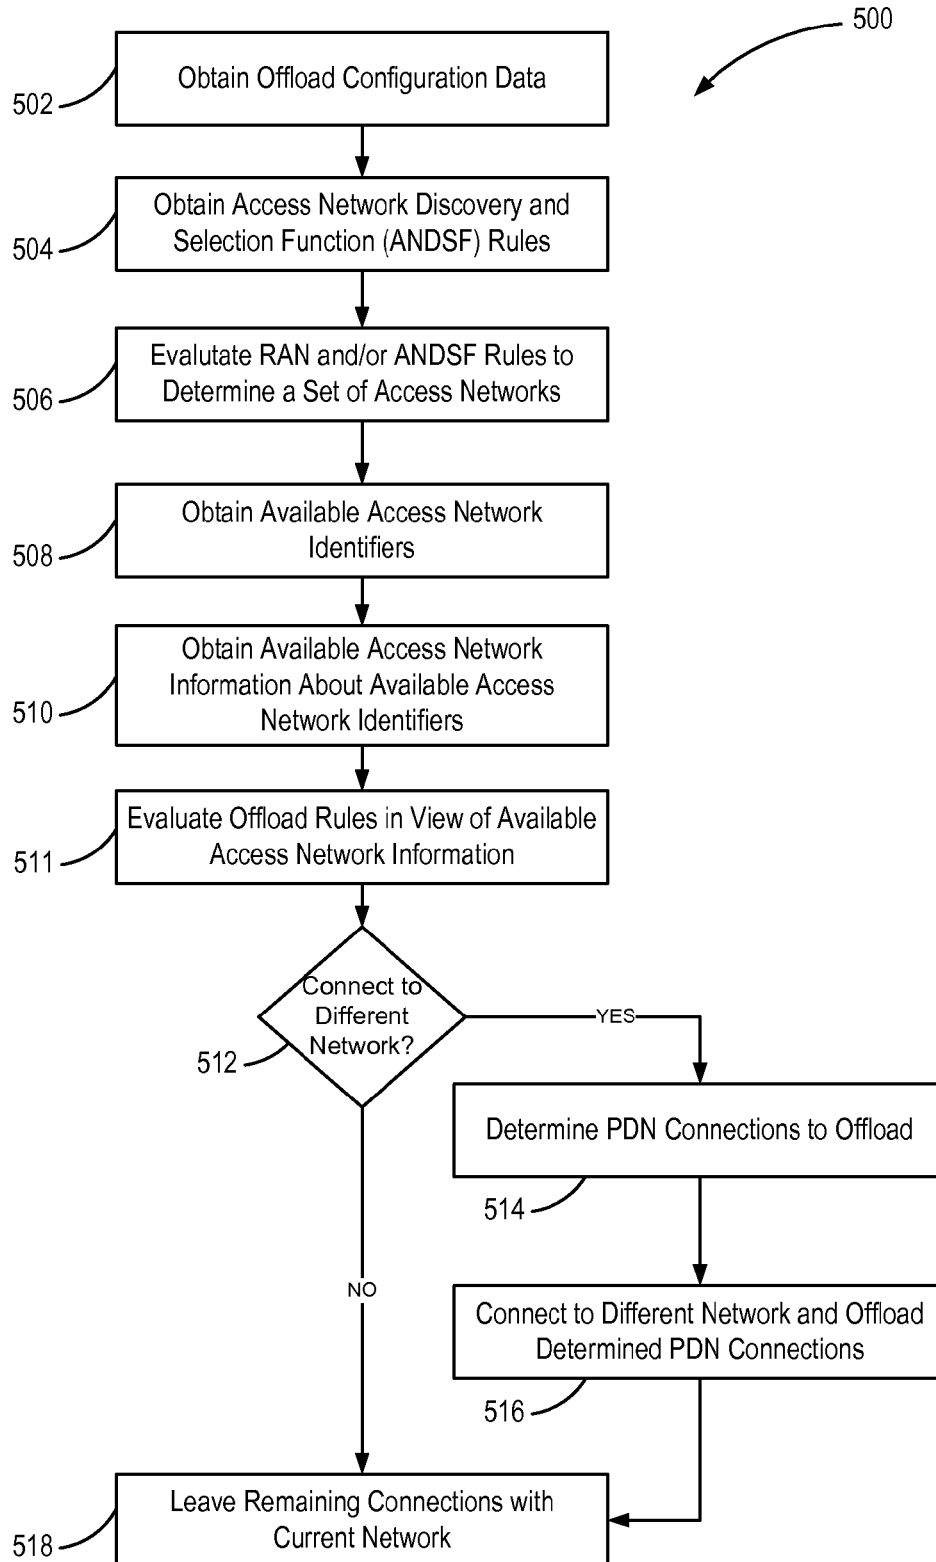 500
Obtain Offload Configuration Data
502
Obtain Access Network Discovery and
Selection Function (ANDSF) Rules
504
Evalutate RAN and/or ANDSF Rules to
Determine a Set of Access Networks
506
Obtain Available Access Network
Identifiers
508
Obtain Available Access Network
Information About Available Access
Network Identifiers
510
Evaluate Offload Rules in View of Available
Access Network Information
511
Connect to
Different
Network?
512
YES
Determine PDN Connections to Offload
514
NO
Connect to Different Network and Offload
Determined PDN Connections
516
Leave Remaining Connections with
Current Network
518